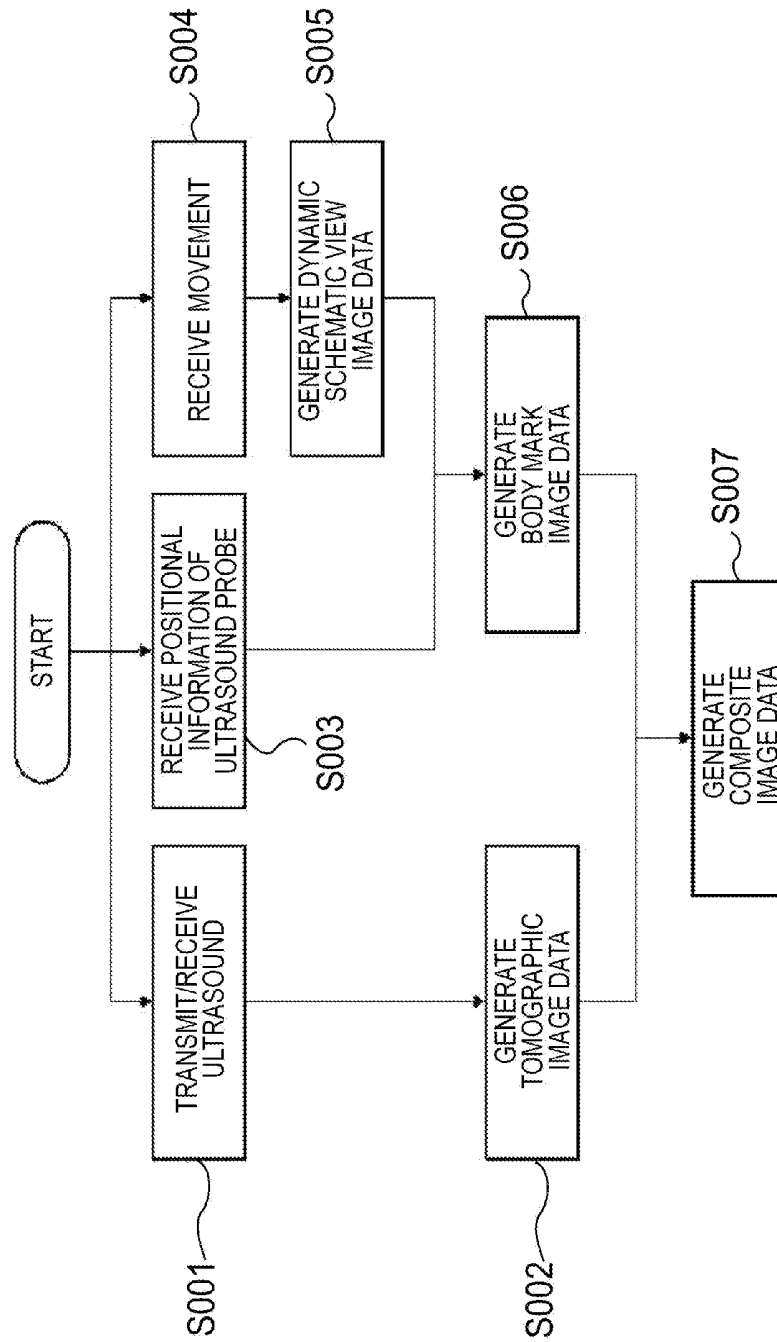 START
S001
TRANSMIT/RECEIVE
ULTRASOUND
RECEIVE POSITIONAL
INFORMATION OF
ULTRASOUND PROBE
S003
RECEIVE MOVEMENT
S004
GENERATE DYNAMIC
SCHEMATIC VIEW
IMAGE DATA
S005
S002
GENERATE
TOMOGRAPHIC
IMAGE DATA
GENERATE
BODY MARK
IMAGE DATA
S006
GENERATE
COMPOSITE
IMAGE DATA
S007